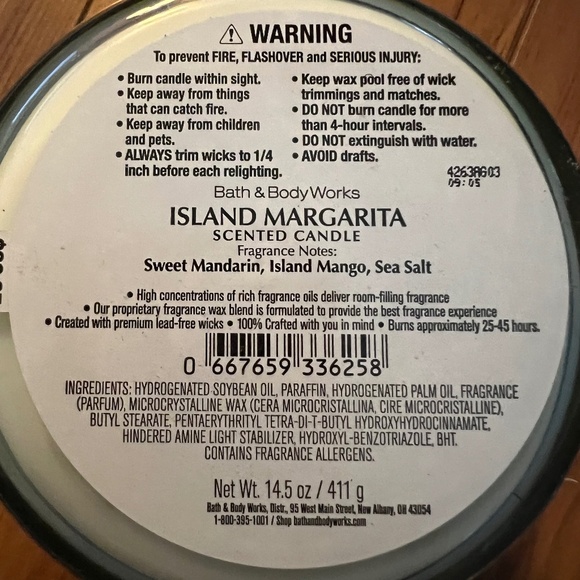 ⚠ WARNING
To prevent FIRE, FLASHOVER and SERIOUS INJURY:
• Burn candle within sight.
• Keep away from things
that can catch fire.
• Keep away from children
and pets.
• ALWAYS trim wicks to 1/4
inch before each relighting.
• Keep wax pool free of wick
trimmings and matches.
• DO NOT burn candle for more
than 4-hour intervals.
• DO NOT extinguish with water.
• AVOID drafts.
4263AG03
09:05
Bath & Body Works
ISLAND MARGARITA
SCENTED CANDLE
Fragrance Notes:
Sweet Mandarin, Island Mango, Sea Salt
• High concentrations of rich fragrance oils deliver room-filling fragrance
• Our proprietary fragrance wax blend is formulated to provide the best fragrance experience
• Created with premium lead-free wicks • 100% Crafted with you in mind • Burns approximately 25-45 hours.
0 667659 336258
INGREDIENTS: HYDROGENATED SOYBEAN OIL, PARAFFIN, HYDROGENATED PALM OIL, FRAGRANCE
(PARFUM), MICROCRYSTALLINE WAX (CERA MICROCRISTALLINA, CIRE MICROCRISTALLINE),
BUTYL STEARATE, PENTAERYTHRITYL TETRA-DI-T-BUTYL HYDROXYHYDROCINNAMATE,
HINDERED AMINE LIGHT STABILIZER, HYDROXYL-BENZOTRIAZOLE, BHT.
CONTAINS FRAGRANCE ALLERGENS.
Net Wt. 14.5 oz / 411 g
Bath & Body Works, Distr., 95 West Main Street, New Albany, OH 43054
1-800-395-1001 / Shop bathandbodyworks.com